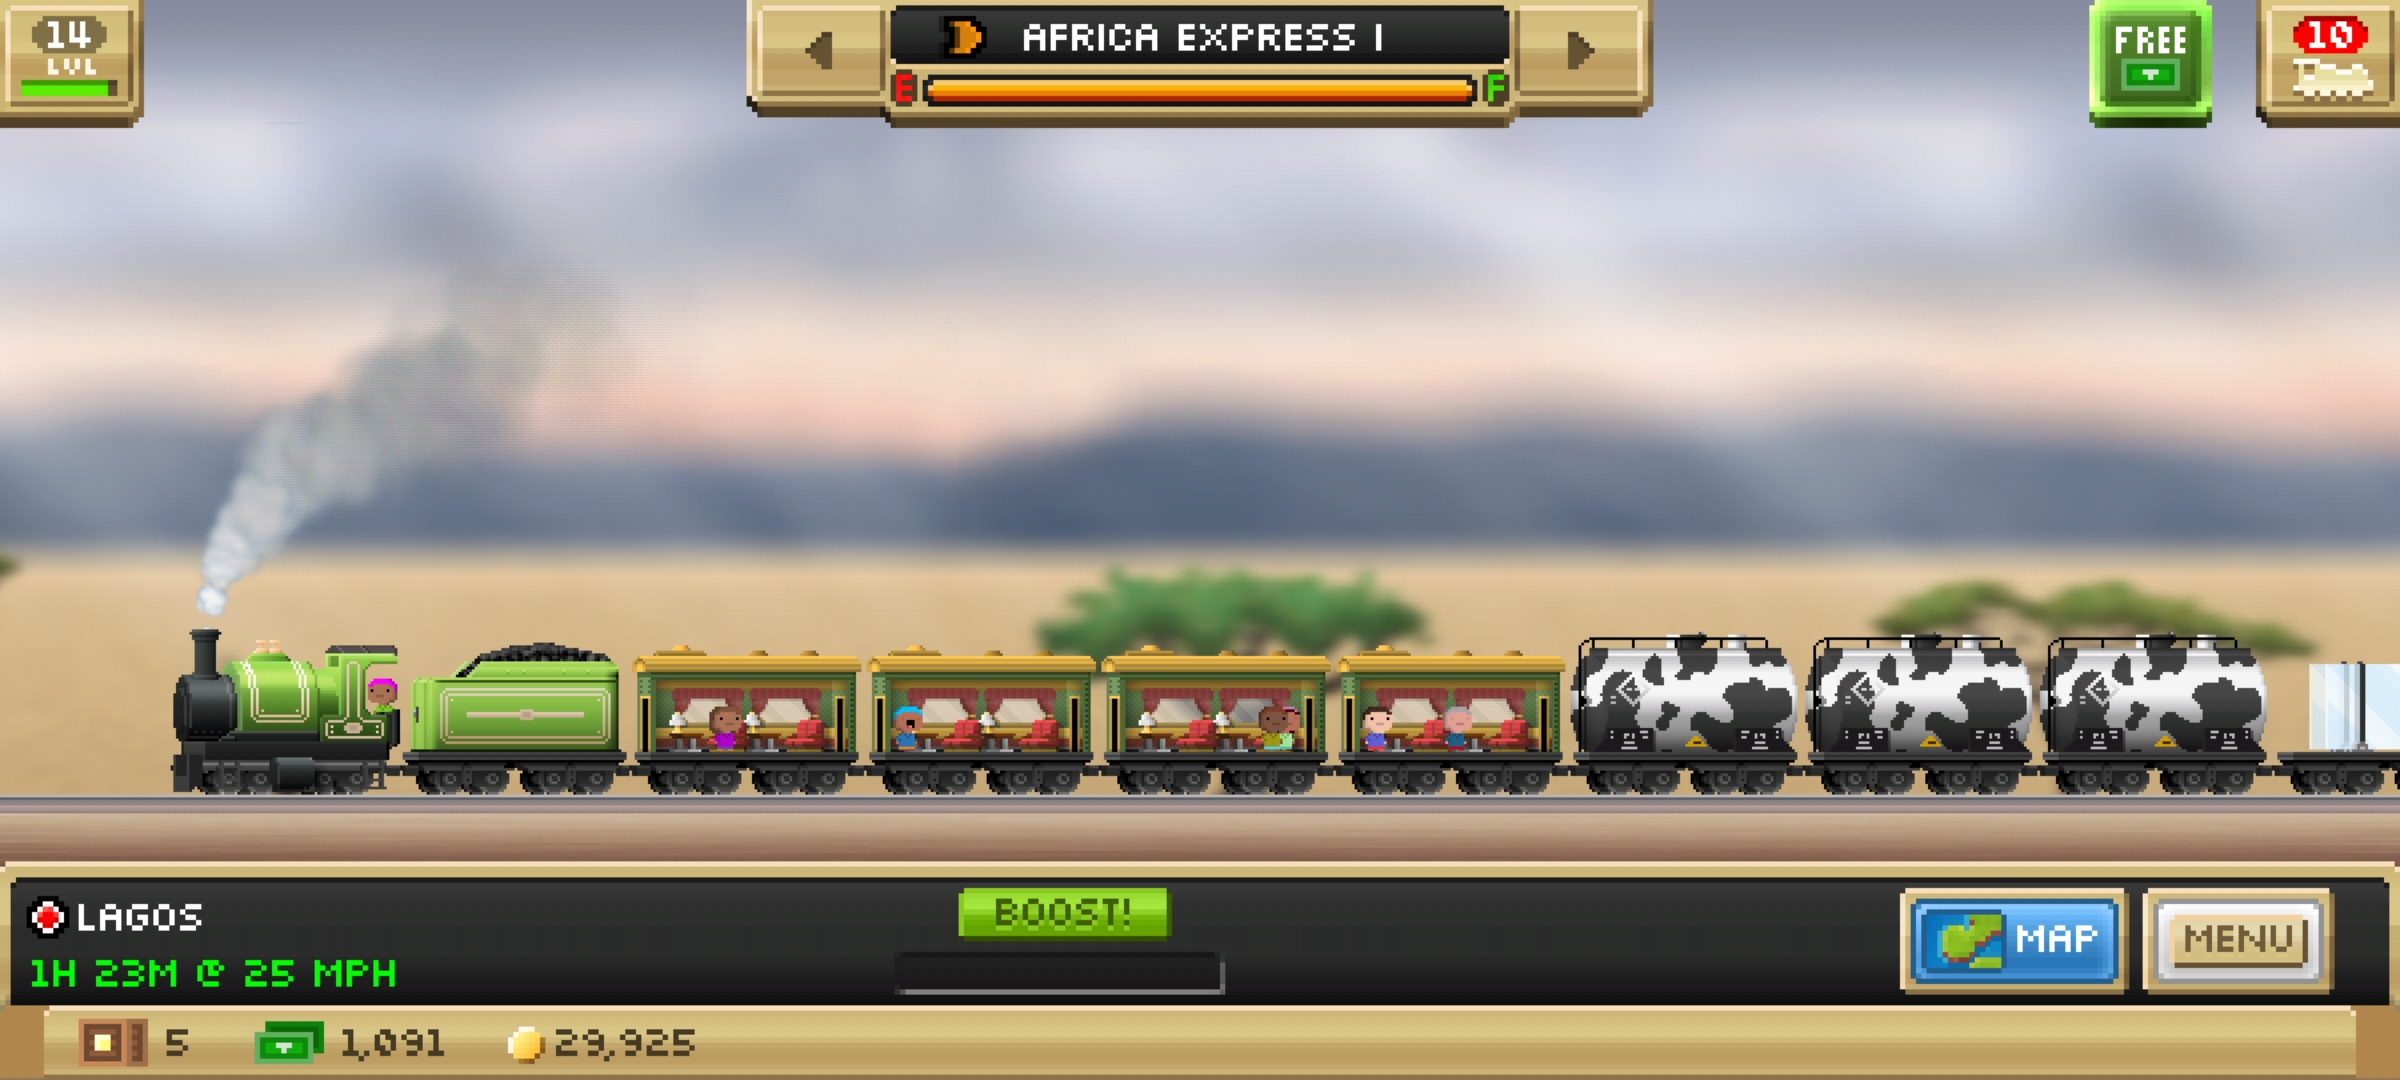 14
LVL
AFRICA EXPRESS I
E
F
FREE
10
LAGOS
BOOST!
1H 23M @ 25 MPH
MAP
MENU
5
1,091
29,925